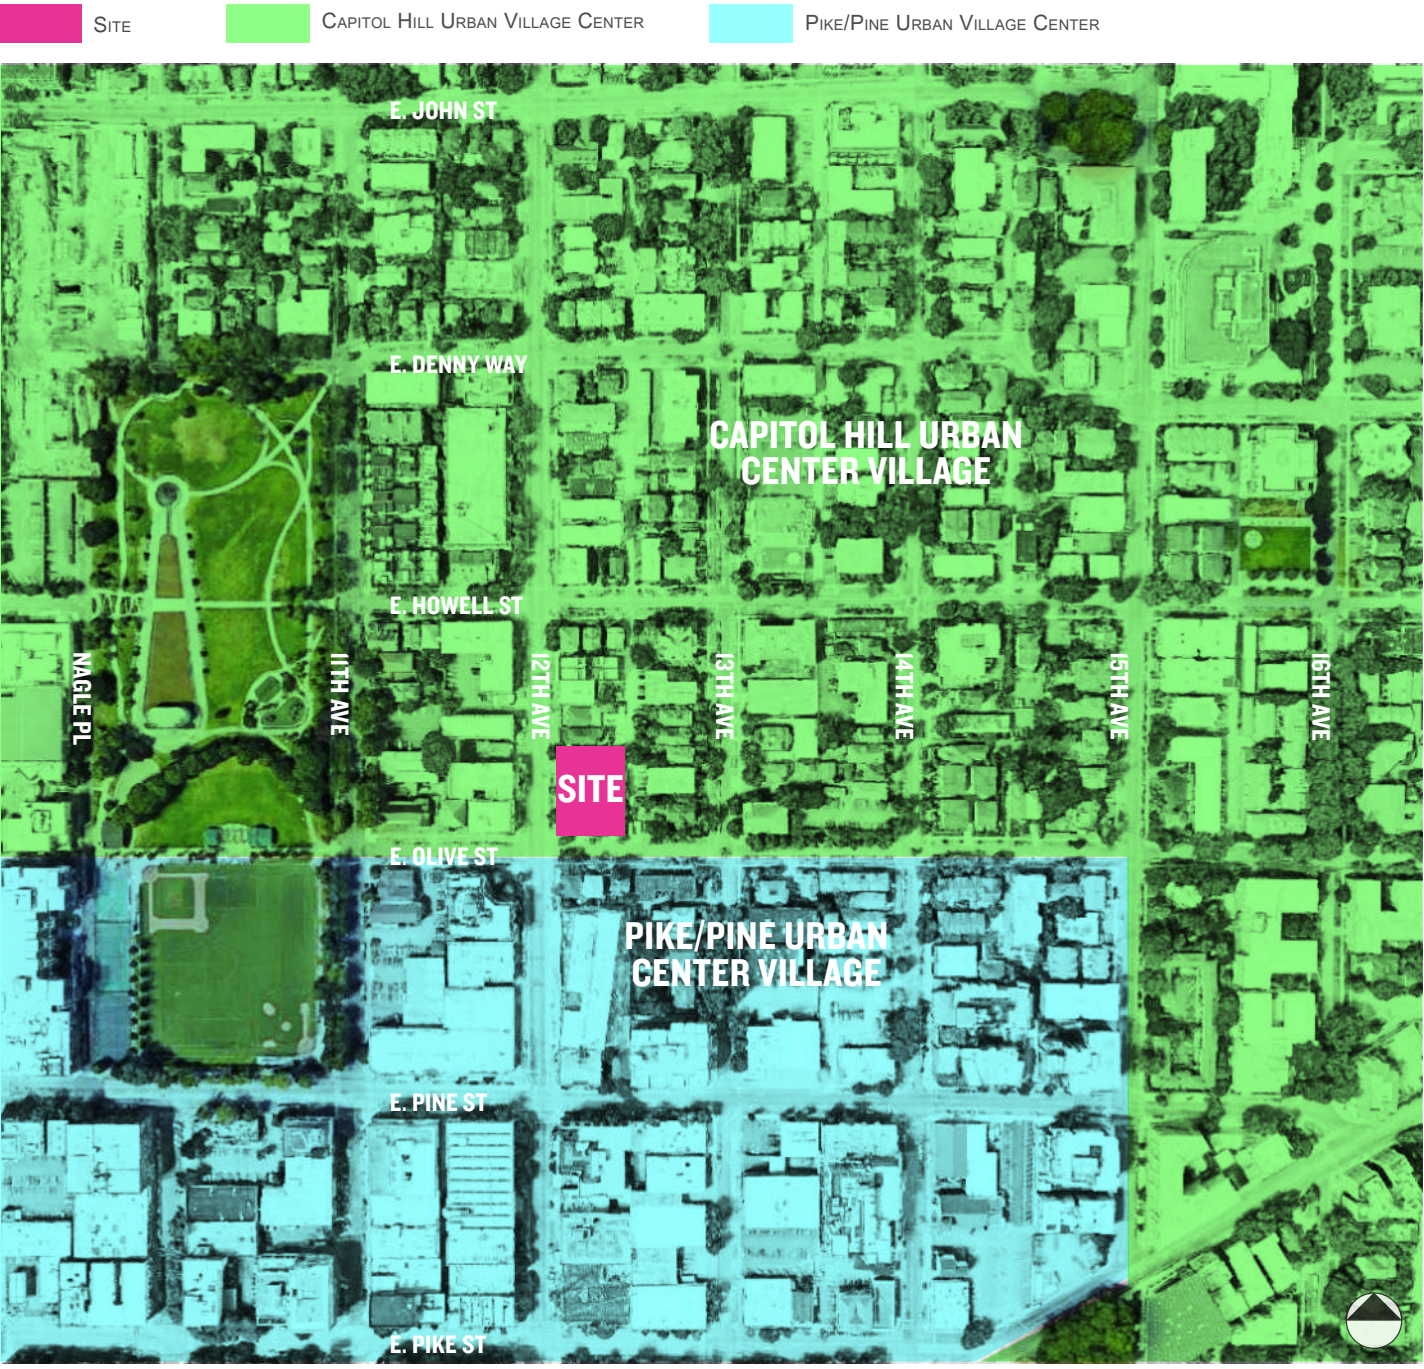 SITE
CAPITOL HILL URBAN VILLAGE CENTER
PIKE/PINE URBAN VILLAGE CENTER
E. JOHN ST
E. DENNY WAY
CAPITOL HILL URBAN
CENTER VILLAGE
E. HOWELL ST
NAGLE PL
11TH AVE
12TH AVE
13TH AVE
14TH AVE
15TH AVE
16TH AVE
SITE
E. OLIVE ST
PIKE/PINE URBAN
CENTER VILLAGE
E. PINE ST
E. PIKE ST